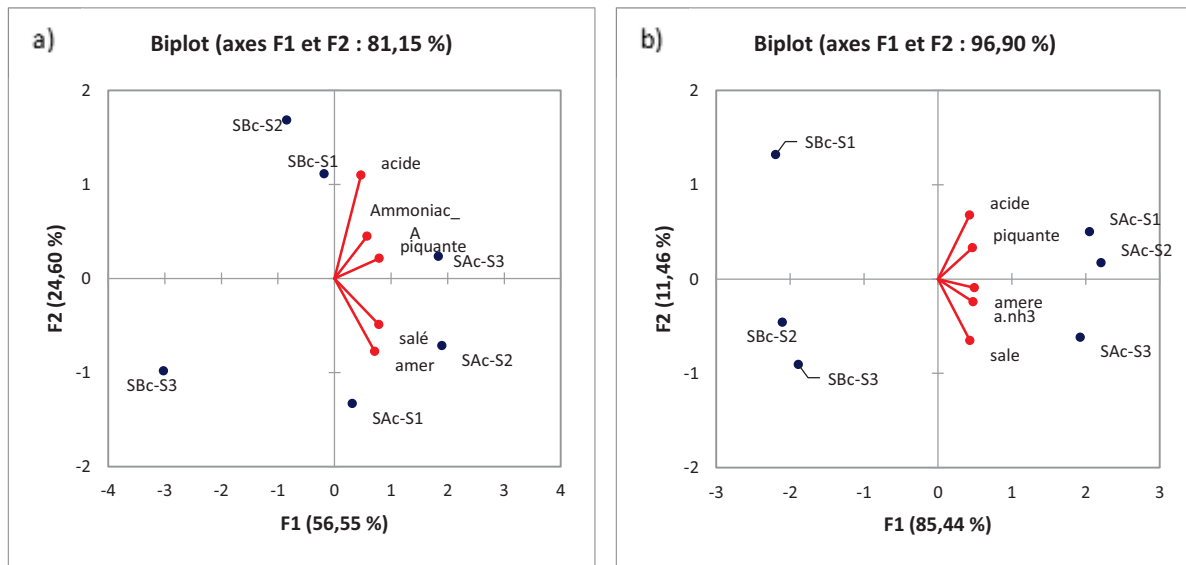 a)
Biplot (axes F1 et F2 : 81,15 %)
2
SBc-S2
SBc-S1
acide
1
Ammoniac_
A
piquante
SAc-S3
0
salé
SAc-S2
amer
-1
SBc-S3
SAc-S1
-2
-4 -3 -2 -1 0 1 2 3 4
F2 (24,60 %)
F1 (56,55 %)
b)
Biplot (axes F1 et F2 : 96,90 %)
2
SBc-S1
1
acide
SAc-S1
piquante
SAc-S2
0
amere
a.nh3
SBc-S2
sale
SAc-S3
-1
SBc-S3
-2
-3 -2 -1 0 1 2 3
F2 (11,46 %)
F1 (85,44 %)